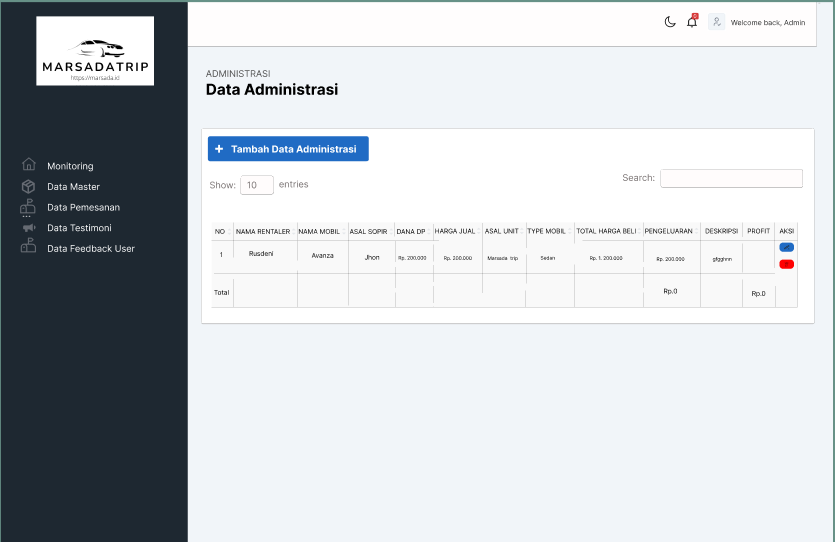 MARSADATRIP
https://marsada.id
Welcome back, Admin
Monitoring
Data Master
Data Pemesanan
Data Testimoni
Data Feedback User
ADMINISTRASI
Data Administrasi
+ Tambah Data Administrasi
Show: 10 entries
Search:
NO NAMA RENTALER NAMA MOBIL ASAL SOPIR DANA DP HARGA JUAL ASAL UNIT TYPE MOBIL TOTAL HARGA BELI PENGELUARAN DESKRIPSI PROFIT AKSI
1 Rusdeni Avanza Jhon Rp. 200.000 Rp. 200.000 Marsada trip Sedan Rp. 1. 200.000 Rp. 200.000 gfgghnn
Total Rp.0 Rp.0